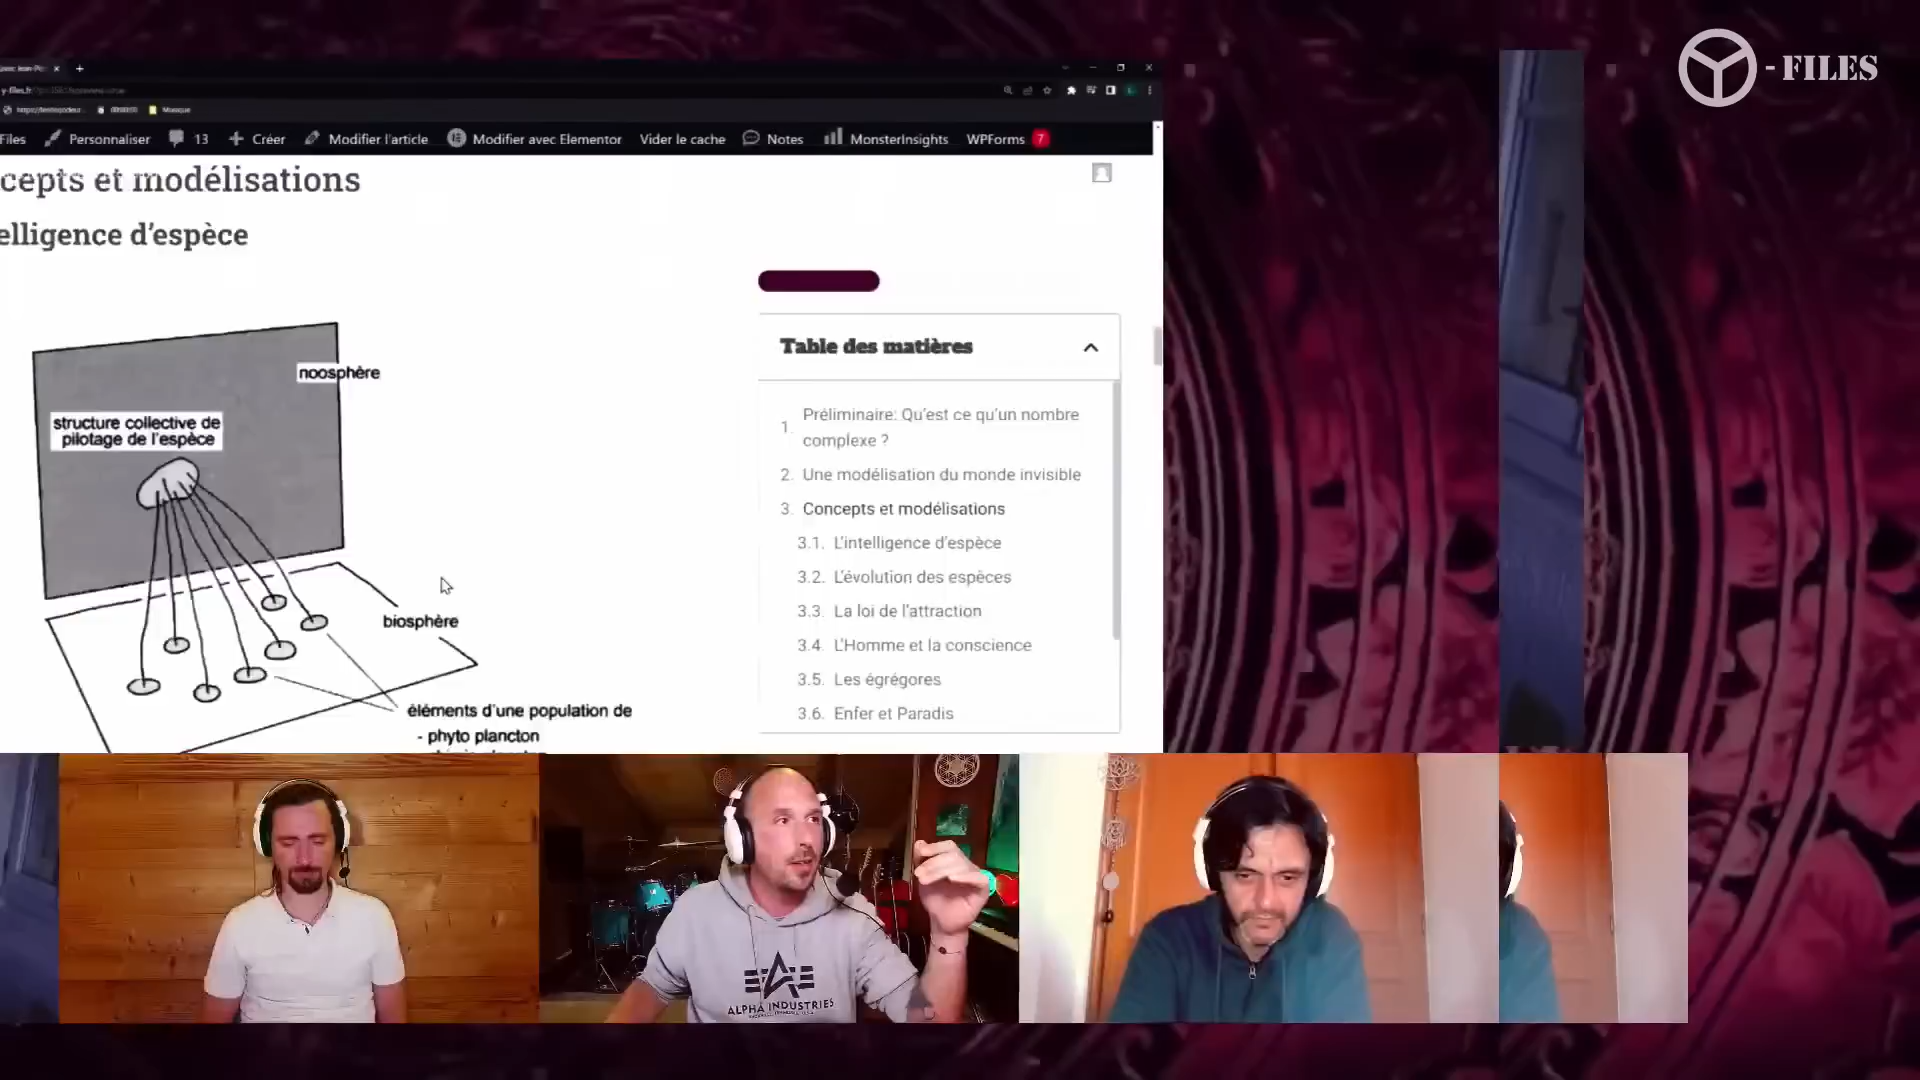 Y-FILES
y-files.fr
Musique
Files
Personnaliser
13
Créer
Modifier l'article
Modifier avec Elementor
Vider le cache
Notes
MonsterInsights
WPForms
7
cepts et modélisations
elligence d'espèce
noosphère
structure collective de
pilotage de l'espèce
biosphère
éléments d'une population de
- phyto plancton
Table des matières
1. Préliminaire: Qu'est ce qu'un nombre
complexe ?
2. Une modélisation du monde invisible
3. Concepts et modélisations
3.1. L'intelligence d'espèce
3.2. L'évolution des espèces
3.3. La loi de l'attraction
3.4. L'Homme et la conscience
3.5. Les égrégores
3.6. Enfer et Paradis
ALPHA INDUSTRIES